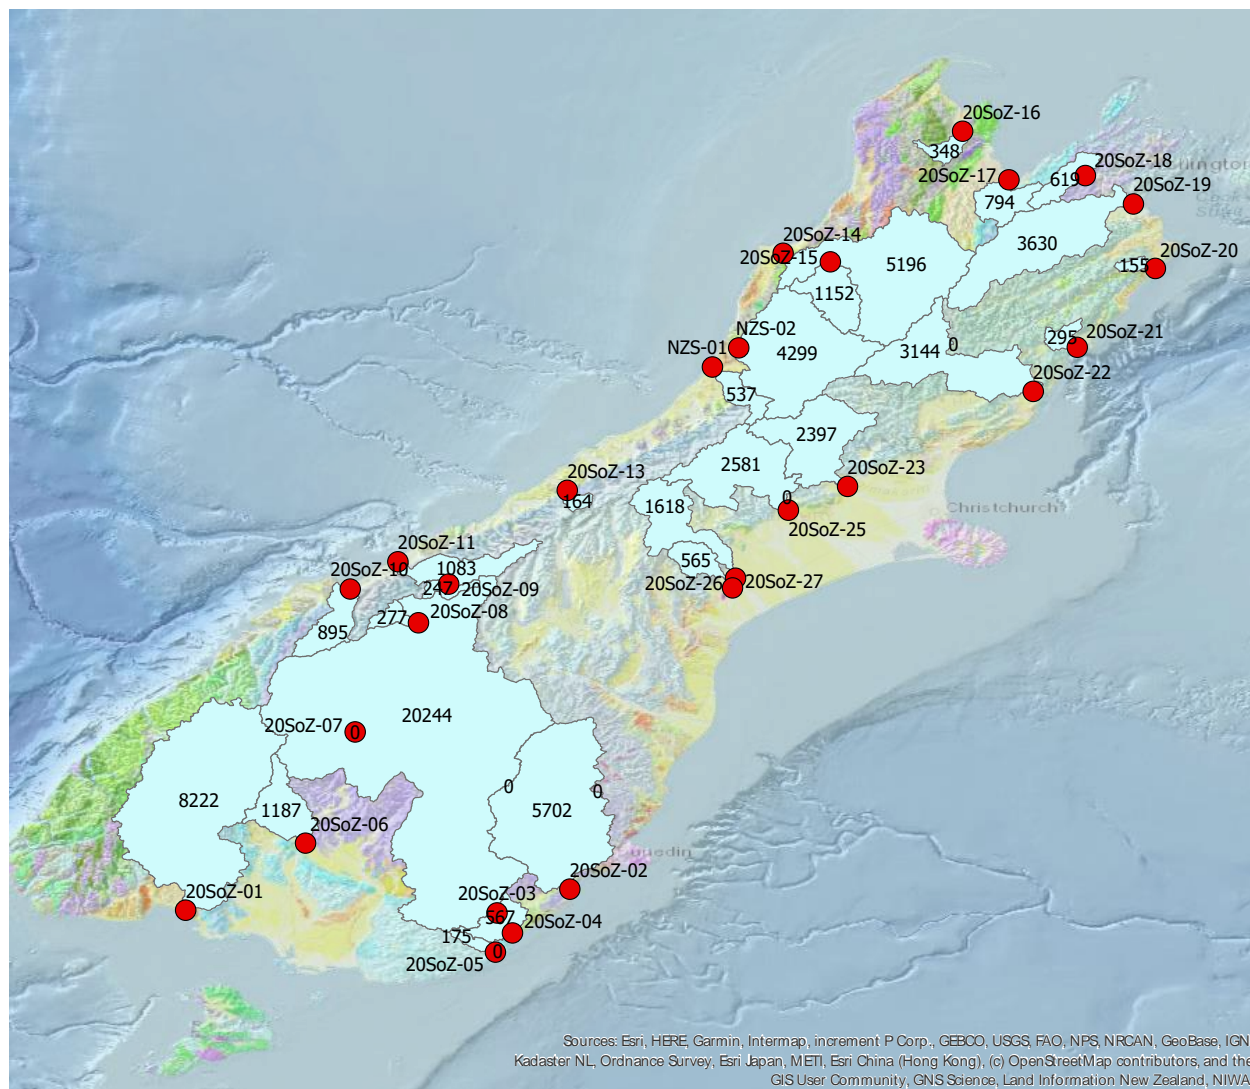 20SoZ-16
348
20SoZ-17
20SoZ-18
619
20SoZ-19
794
3630
20SoZ-14
20SoZ-15
5196
155
20SoZ-20
1152
NZS-02
NZS-01
4299
3144
0
295
20SoZ-21
20SoZ-22
537
2397
2581
20SoZ-13
164
20SoZ-23
0
20SoZ-25
Christchurch
1618
565
20SoZ-26
20SoZ-27
20SoZ-11
20SoZ-10
1083
247
20SoZ-09
277
20SoZ-08
895
20244
20SoZ-07
0
0
0
8222
1187
5702
20SoZ-06
20SoZ-02
20SoZ-01
20SoZ-03
567
20SoZ-04
175
0
20SoZ-05
Sources: Esri, HERE, Garmin, Intermap, increment P Corp., GEBCO, USGS, FAO, NPS, NRCAN, GeoBase, IGN
Kadaster NL, Ordnance Survey, Esri Japan, METI, Esri China (Hong Kong), (c) OpenStreetMap contributors, and the
GIS User Community, GNS Science, Land Information New Zealand, NIWA